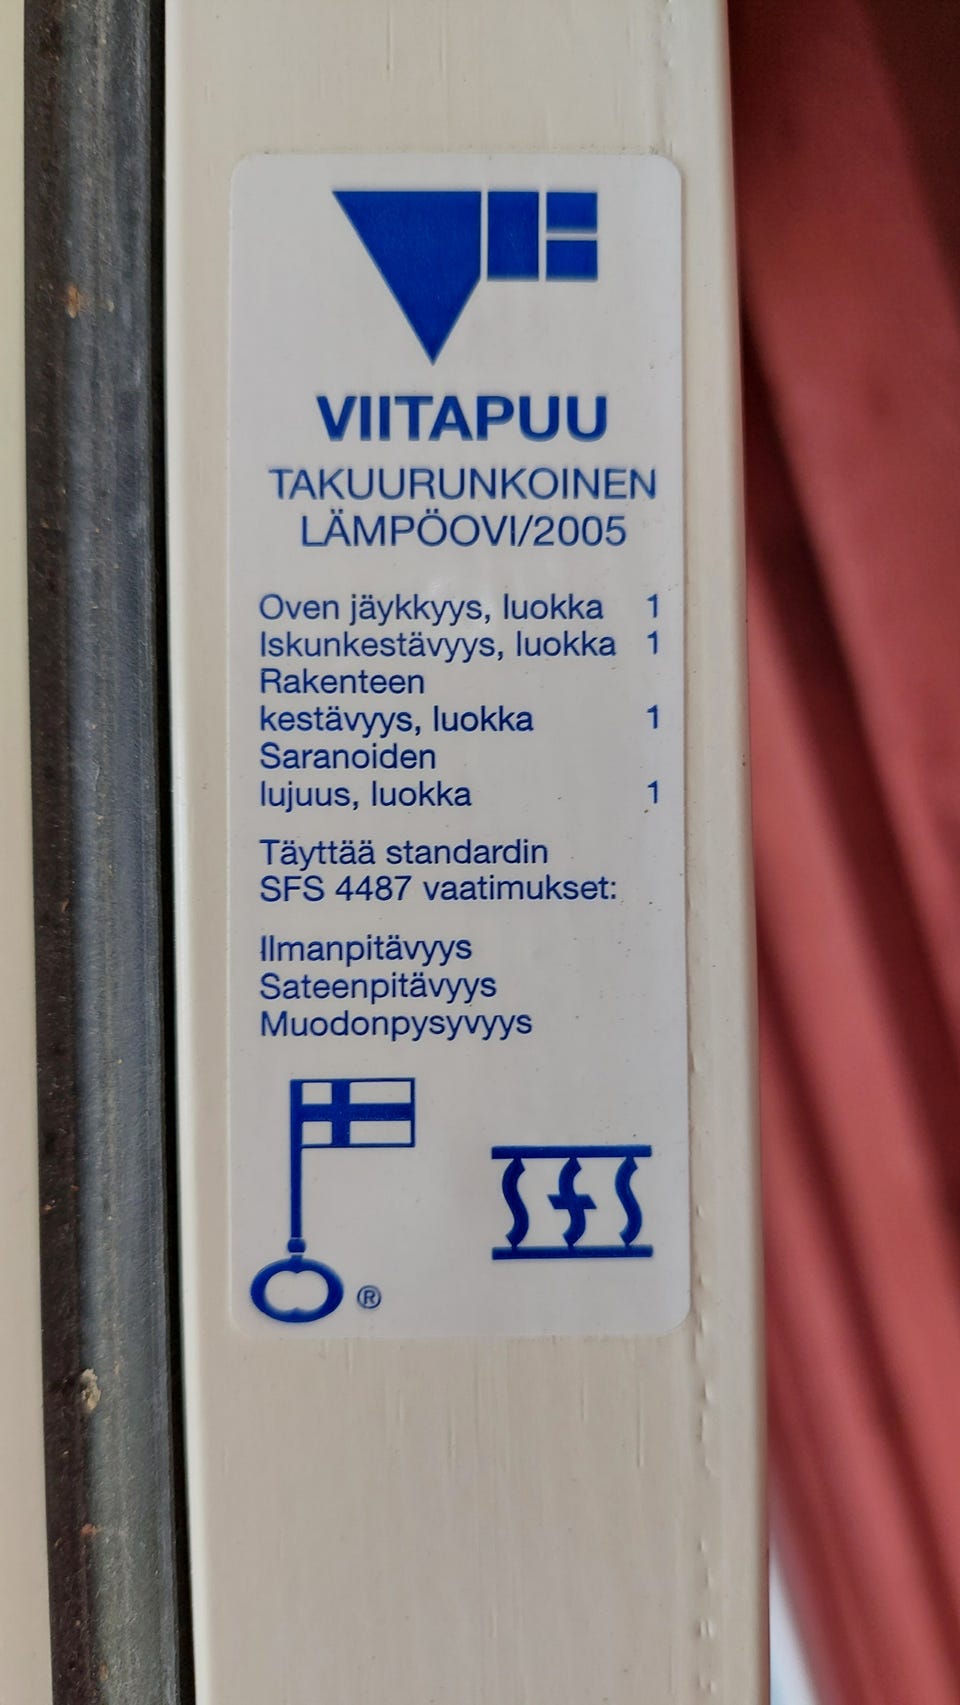 VIITAPUU
TAKUURUNKOINEN
LÄMPÖOVI/2005
Oven jäykkyys, luokka 1
Iskunkestävyys, luokka 1
Rakenteen
kestävyys, luokka 1
Saranoiden
lujuus, luokka 1
Täyttää standardin
SFS 4487 vaatimukset:
Ilmanpitävyys
Sateenpitävyys
Muodonpysyvyys
SFS
®